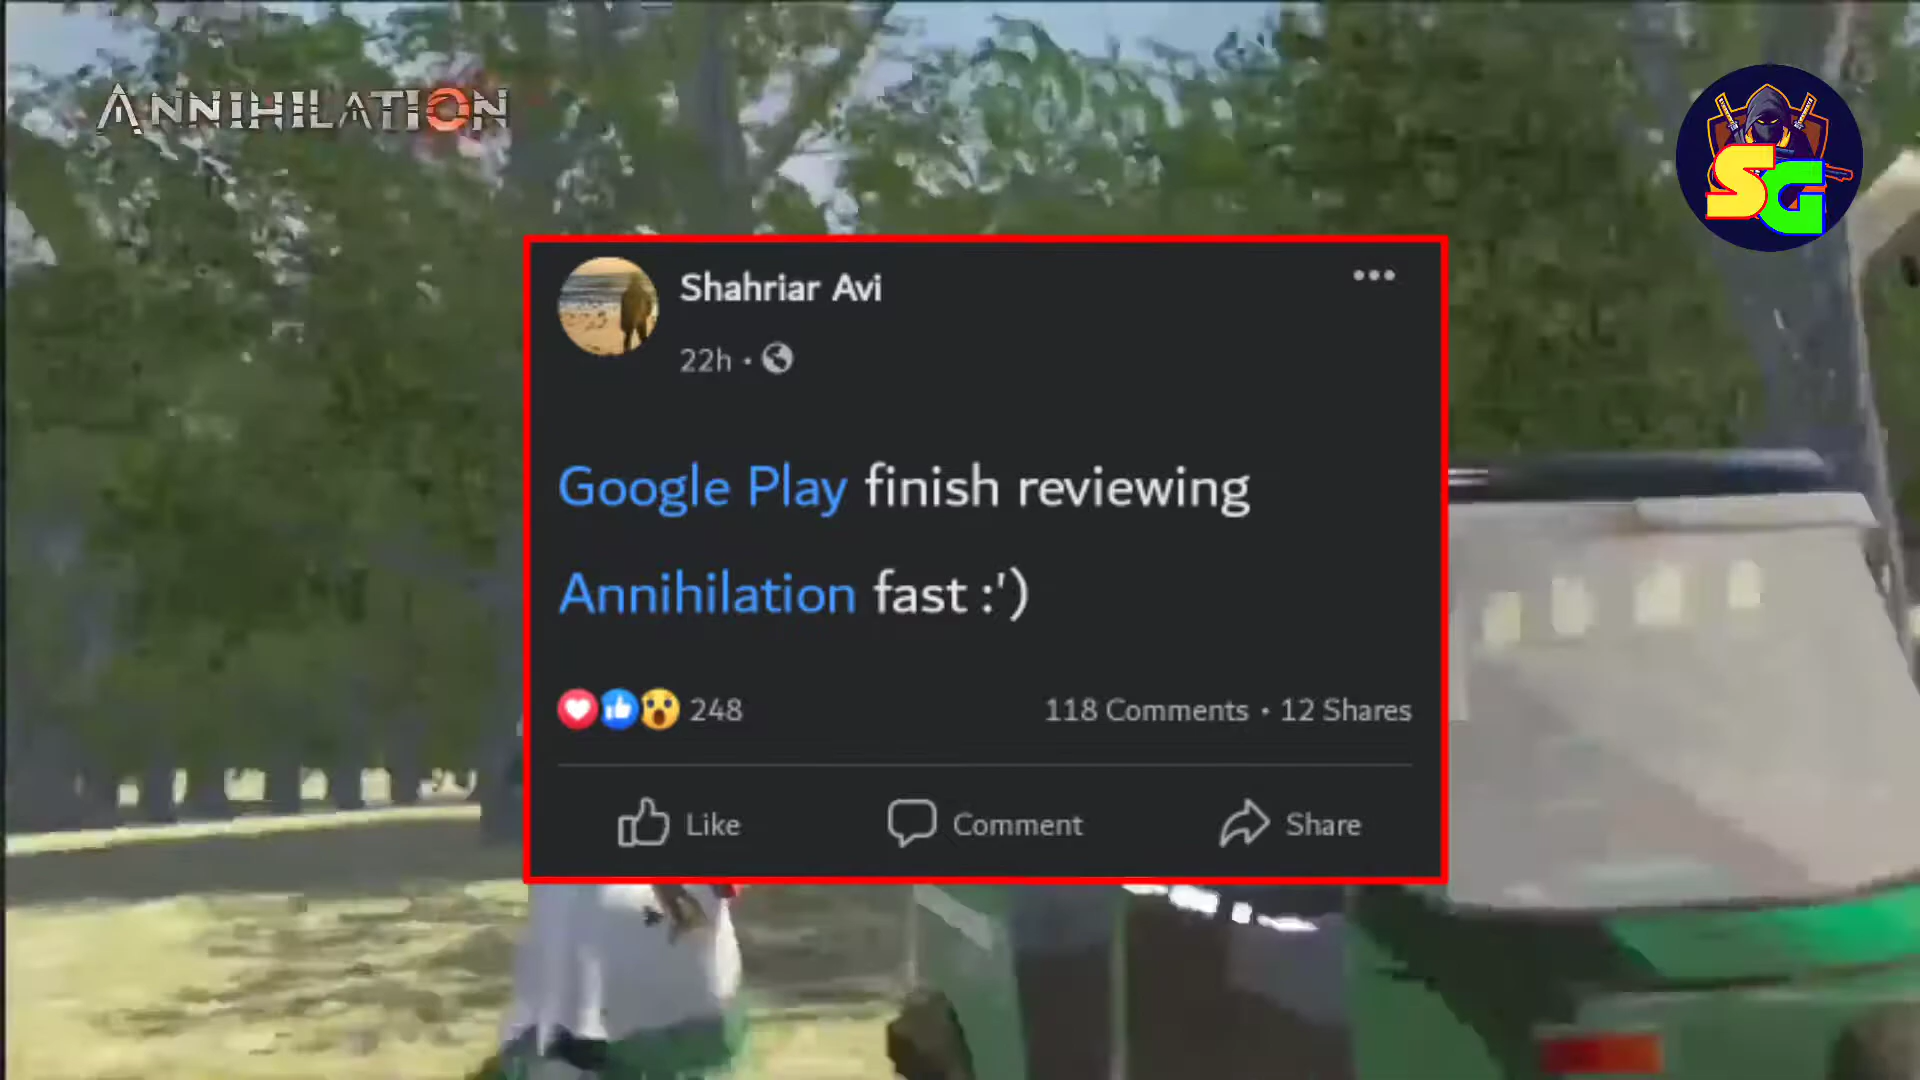 ANNIHILATION
SG
Shahriar Avi
22h ·
Google Play finish reviewing
Annihilation fast :')
248
118 Comments · 12 Shares
Like
Comment
Share